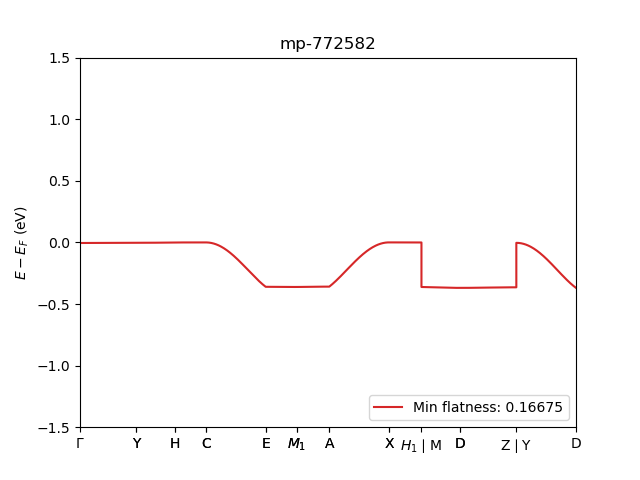 mp-772582
1.5
1.0
0.5
0.0
−0.5
−1.0
−1.5
E − E_F (eV)
Min flatness: 0.16675
Γ Y H C E M_1 A X H_1 | M D Z | Y D